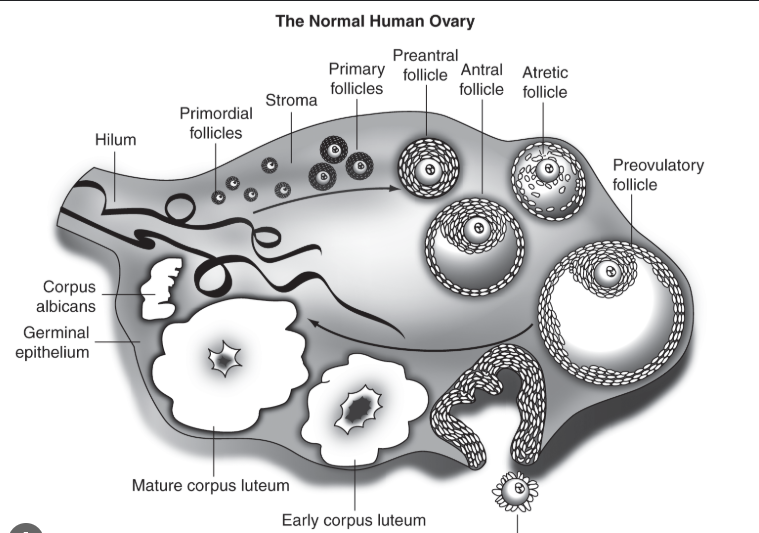 The Normal Human Ovary
Preantral
follicle
Primary
follicles
Antral
follicle
Atretic
follicle
Stroma
Primordial
follicles
Hilum
Preovulatory
follicle
Corpus
albicans
Germinal
epithelium
Mature corpus luteum
Early corpus luteum